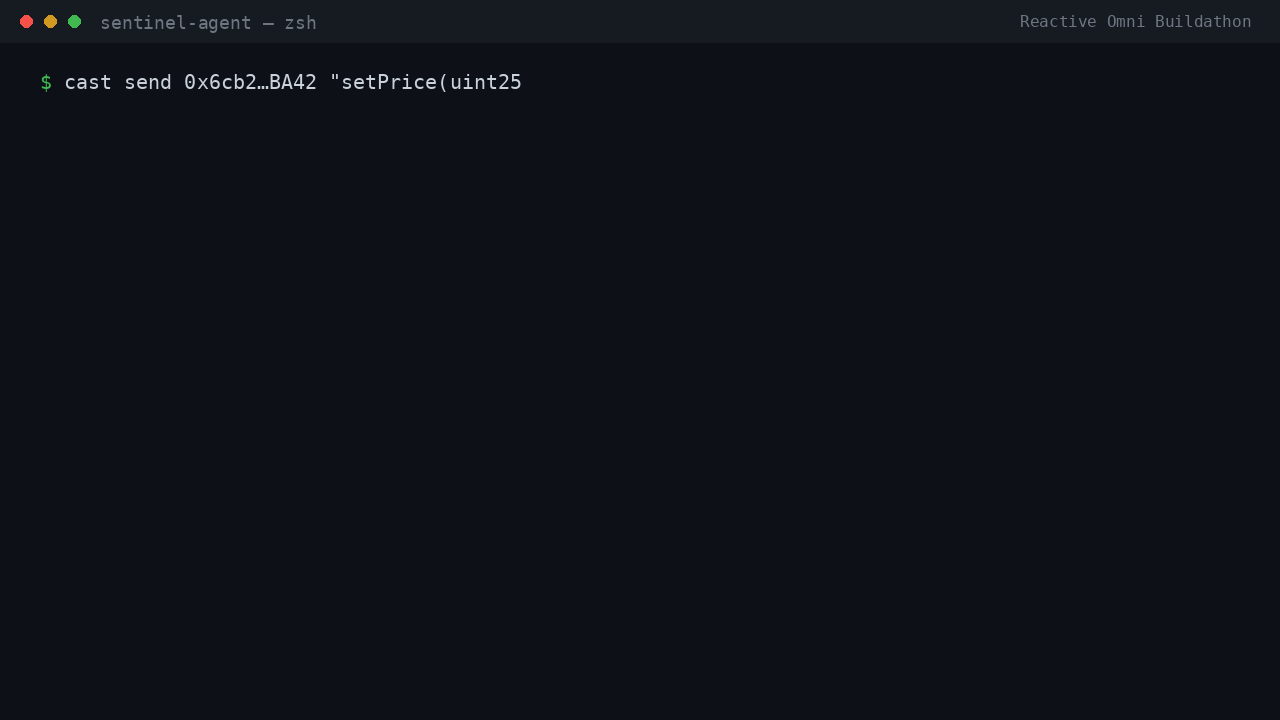 sentinel-agent — zsh
Reactive Omni Buildathon
$ cast send 0x6cb2…BA42 "setPrice(uint25